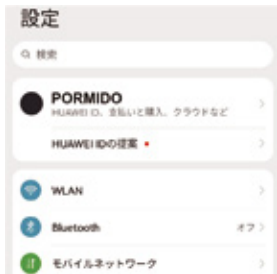 設定
検索
PORMIDO
HUAWEI ID、支払いと購入、クラウドなど
HUAWEI IDの提案
WLAN
Bluetooth オフ
モバイルネットワーク